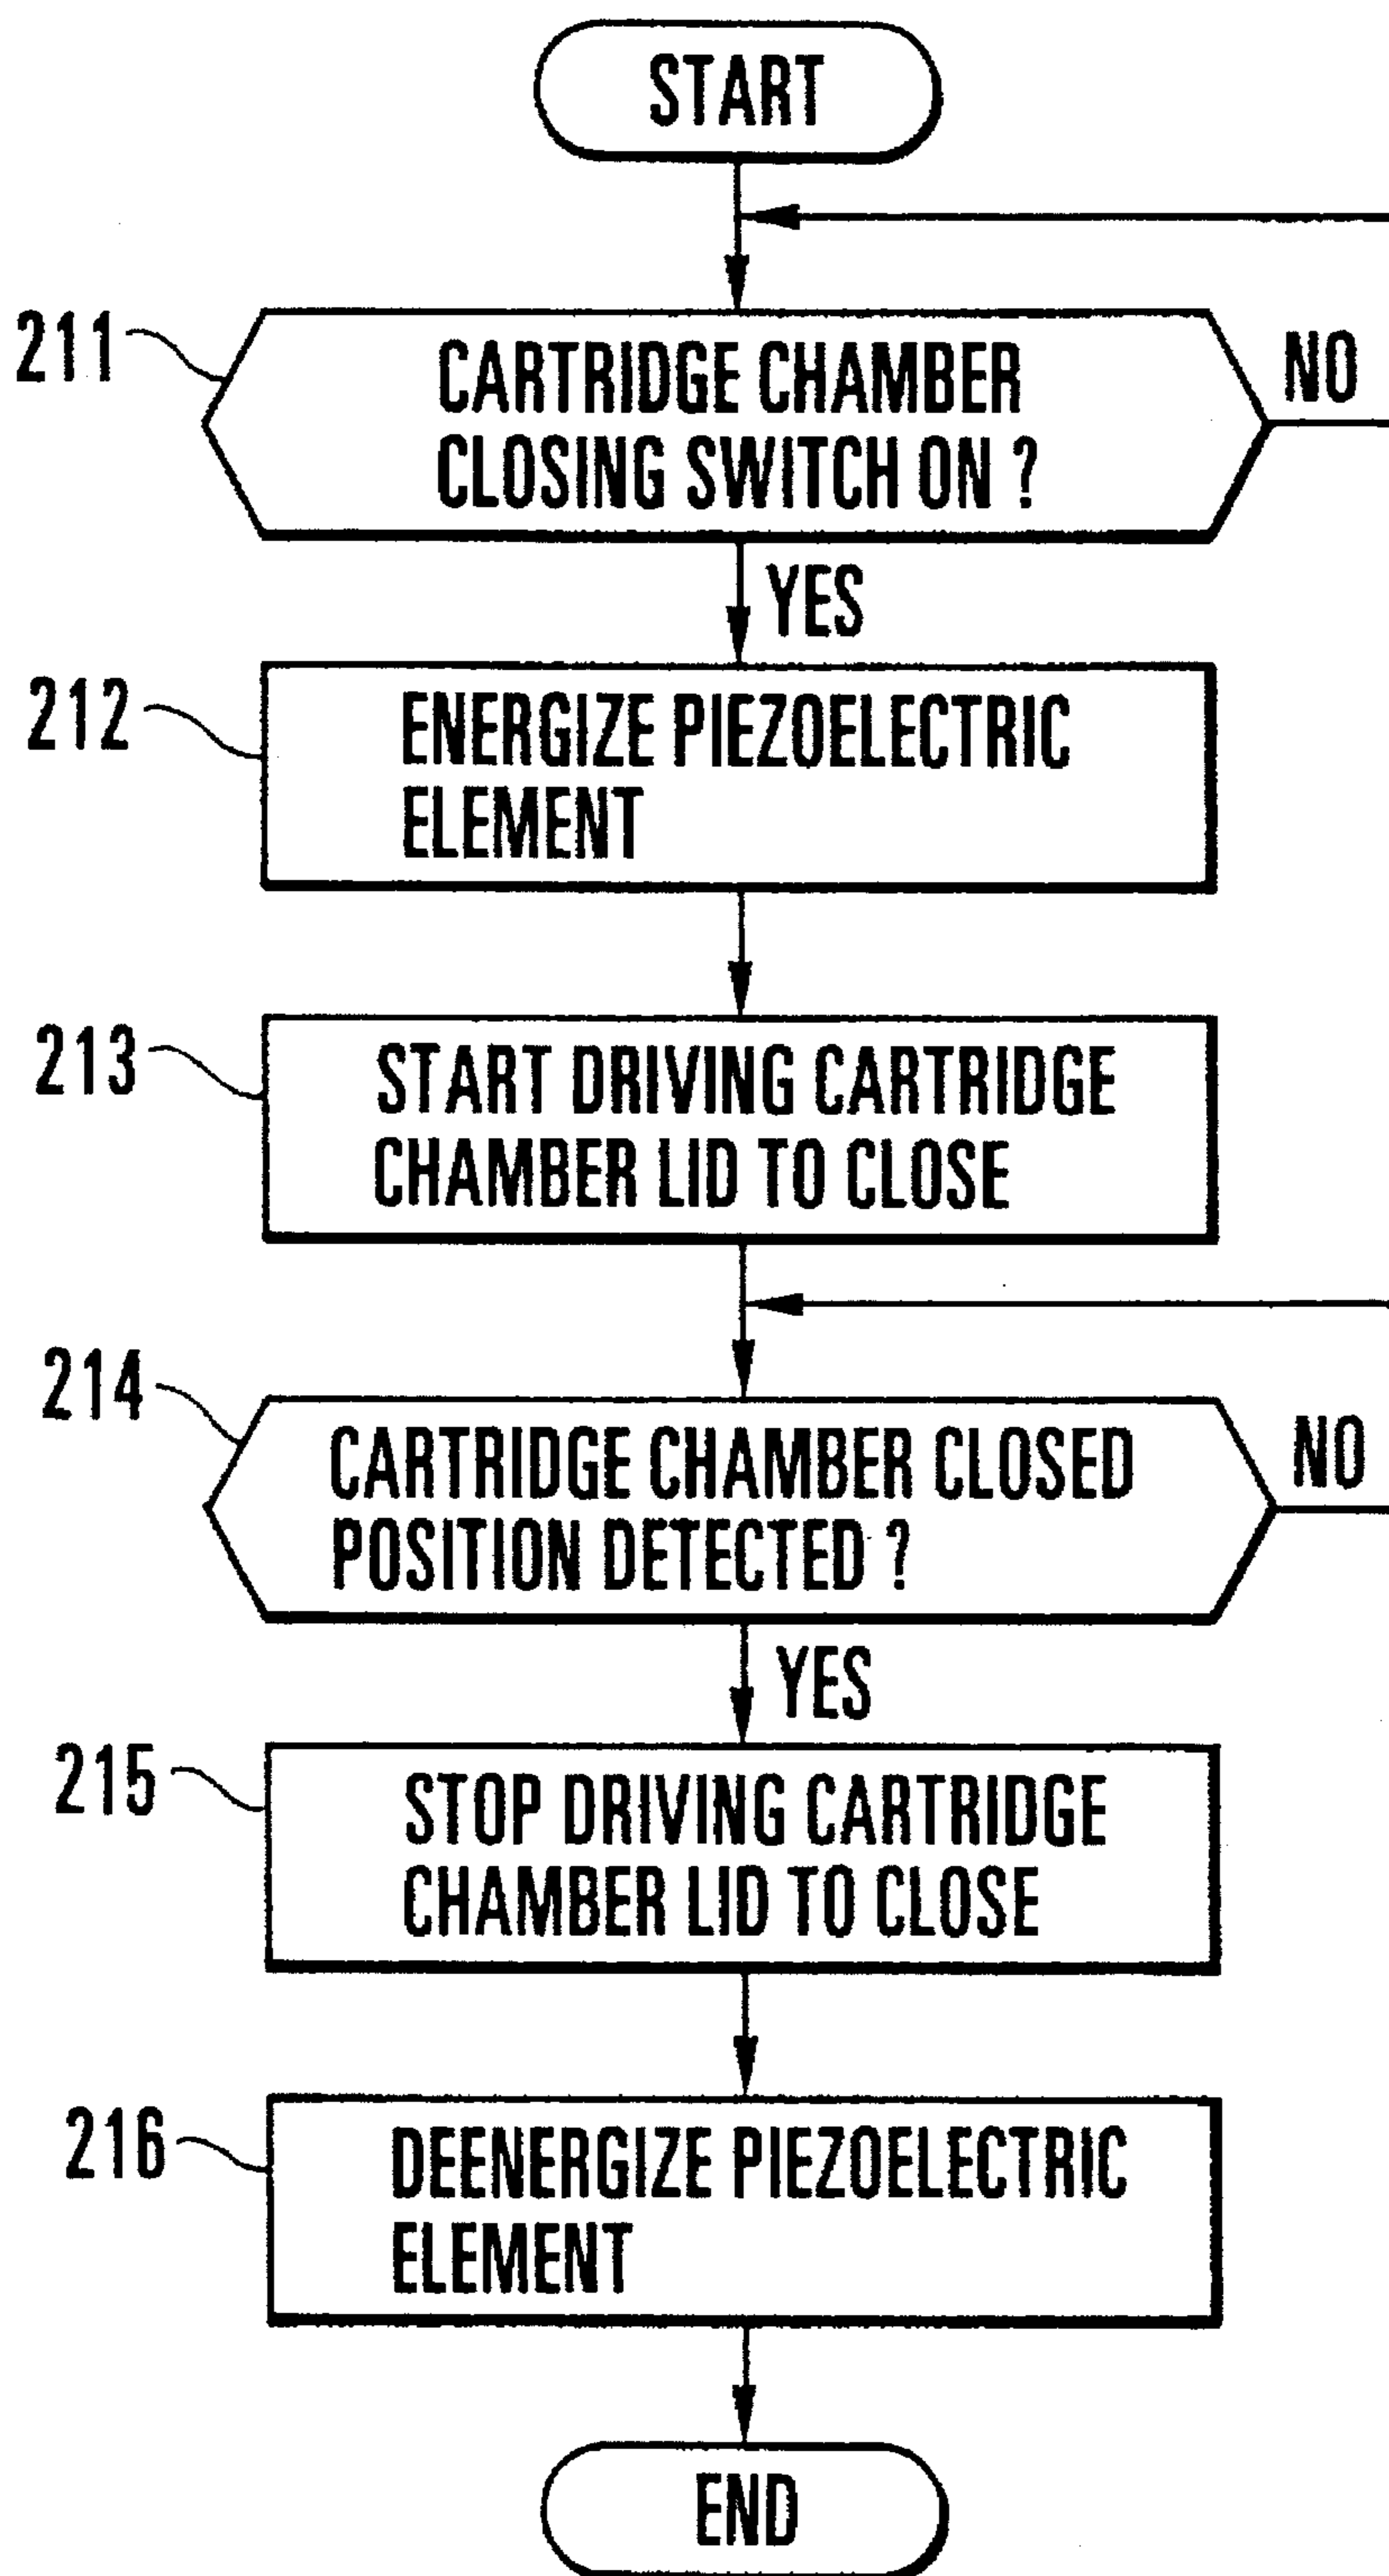 START
211
CARTRIDGE CHAMBER
CLOSING SWITCH ON ?
NO
YES
212
ENERGIZE PIEZOELECTRIC
ELEMENT
213
START DRIVING CARTRIDGE
CHAMBER LID TO CLOSE
214
CARTRIDGE CHAMBER CLOSED
POSITION DETECTED ?
NO
YES
215
STOP DRIVING CARTRIDGE
CHAMBER LID TO CLOSE
216
DEENERGIZE PIEZOELECTRIC
ELEMENT
END